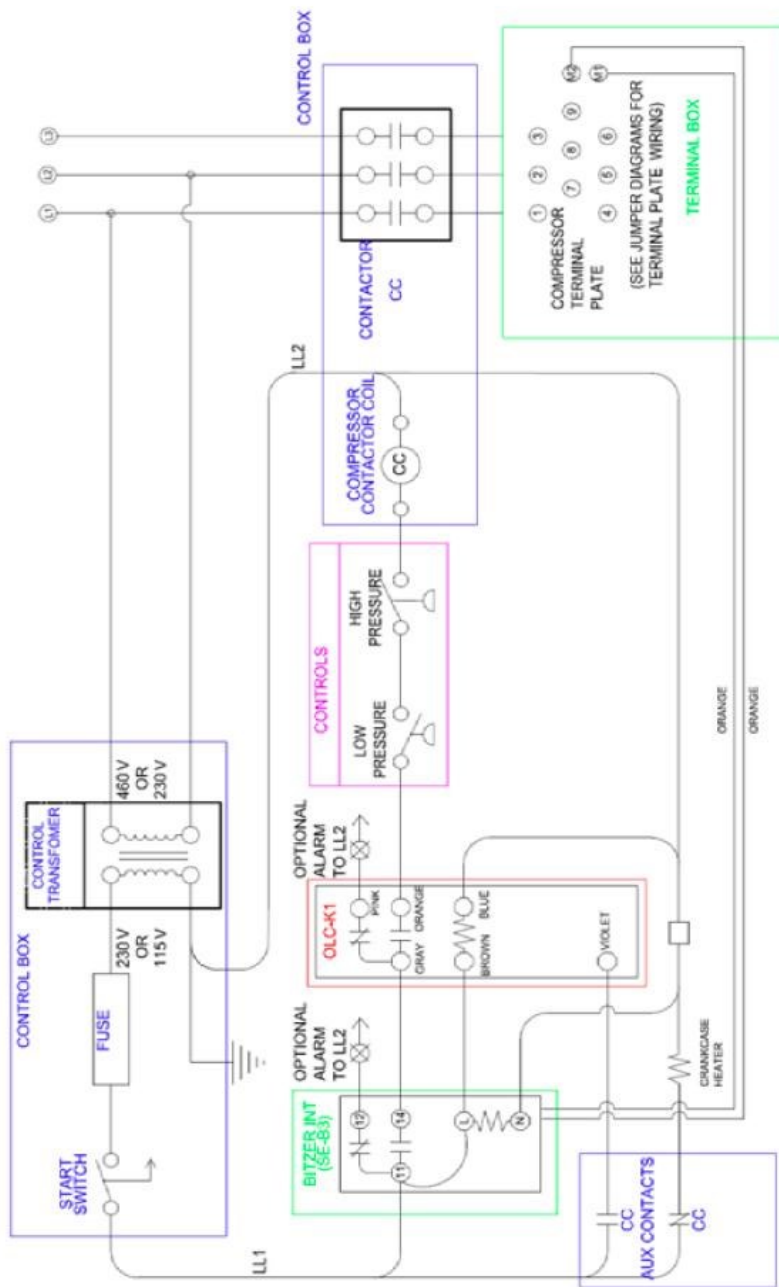 CONTROL BOX
START
SWITCH
FUSE
230 V
OR
115 V
CONTROL
TRANSFOMER
460 V
OR
230 V
L1
L2
L3
LL1
LL2
BITZER INT
(SE-B3)
11
12
14
L
N
OPTIONAL
ALARM
TO LL2
OLC-K1
PINK
GRAY
ORANGE
BROWN
BLUE
VIOLET
OPTIONAL
ALARM
TO LL2
CONTROLS
LOW
PRESSURE
HIGH
PRESSURE
COMPRESSOR
CONTACTOR COIL
CC
CONTACTOR
CC
CONTROL BOX
AUX CONTACTS
CC
CC
CRANKCASE
HEATER
ORANGE
ORANGE
COMPRESSOR
TERMINAL
PLATE
1
2
3
7
8
9
4
5
6
M2
M1
(SEE JUMPER DIAGRAMS FOR
TERMINAL PLATE WIRING)
TERMINAL BOX